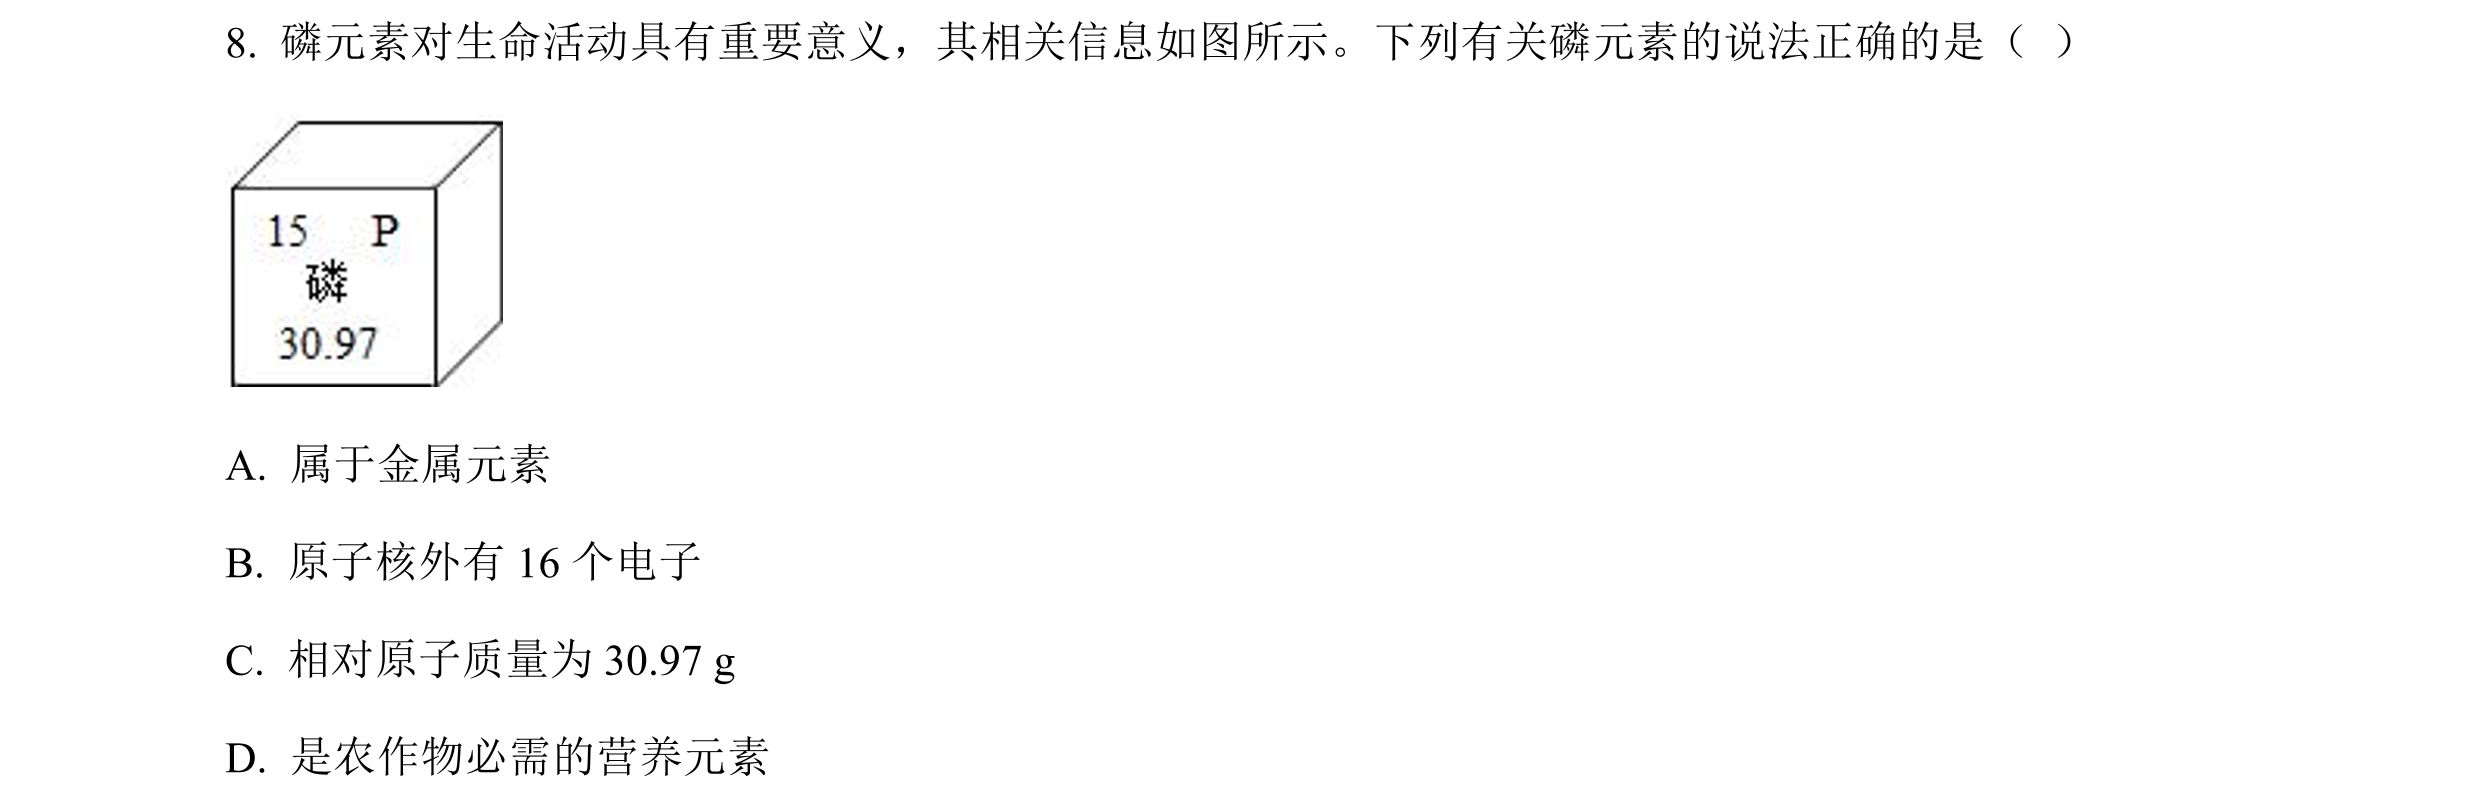 8. 磷元素对生命活动具有重要意义，其相关信息如图所示。下列有关磷元素的说法正确的是（ ）
15 P
磷
30.97
A. 属于金属元素
B. 原子核外有 16 个电子
C. 相对原子质量为 30.97 g
D. 是农作物必需的营养元素